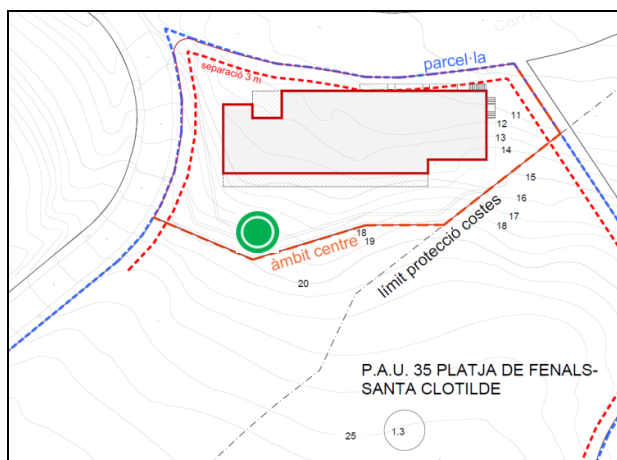 Carrer
parcel·la
separació 3 m
11
12
13
14
15
16
17
18
18
19
àmbit centre
límit protecció costes
20
P.A.U. 35 PLATJA DE FENALS-
SANTA CLOTILDE
25
1.3